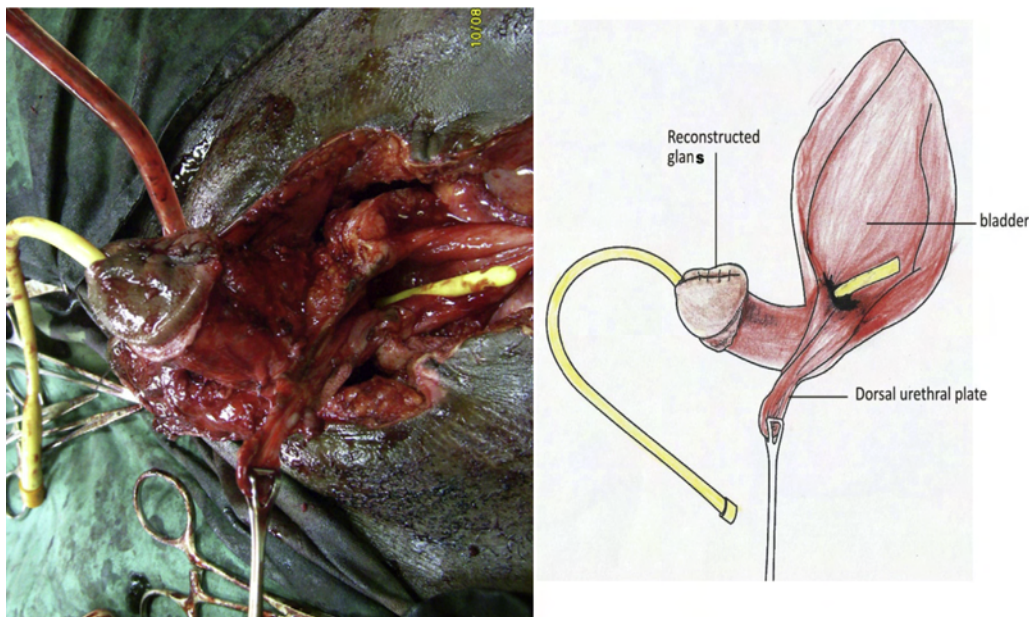 10/08
Reconstructed
glans
bladder
Dorsal urethral plate